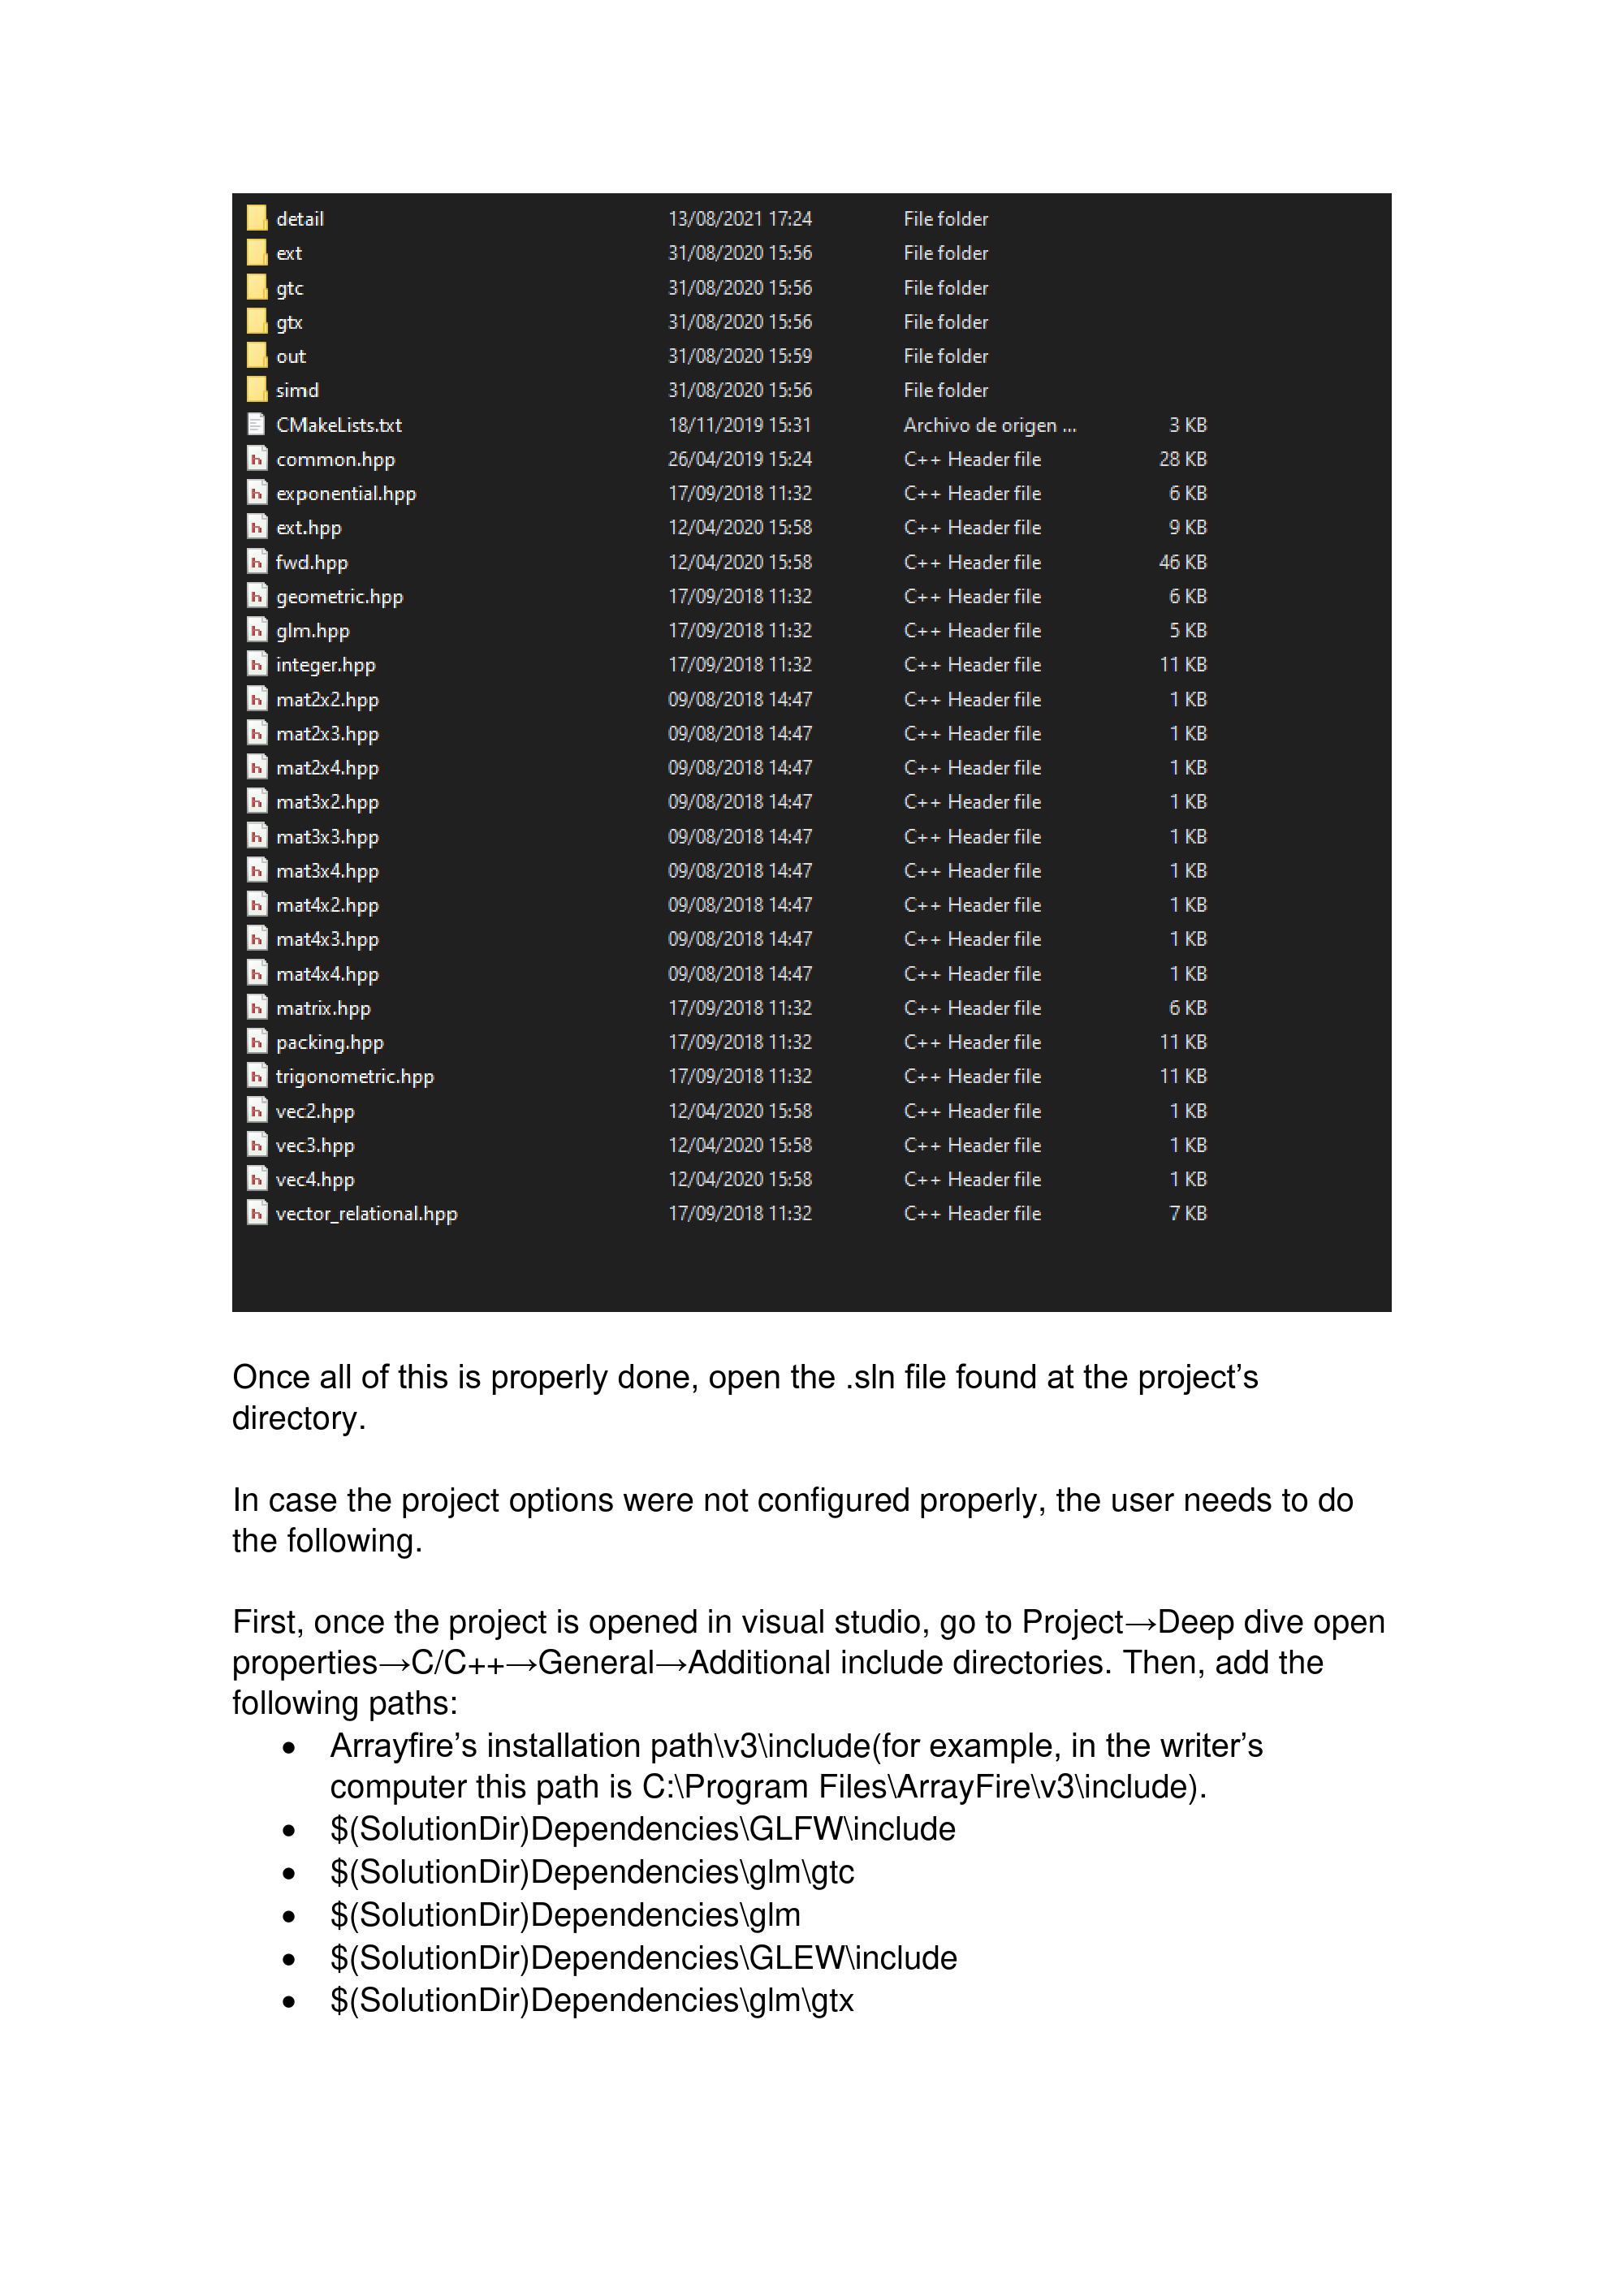 detail 13/08/2021 17:24 File folder
ext 31/08/2020 15:56 File folder
gtc 31/08/2020 15:56 File folder
gtx 31/08/2020 15:56 File folder
out 31/08/2020 15:59 File folder
simd 31/08/2020 15:56 File folder
CMakeLists.txt 18/11/2019 15:31 Archivo de origen ... 3 KB
common.hpp 26/04/2019 15:24 C++ Header file 28 KB
exponential.hpp 17/09/2018 11:32 C++ Header file 6 KB
ext.hpp 12/04/2020 15:58 C++ Header file 9 KB
fwd.hpp 12/04/2020 15:58 C++ Header file 46 KB
geometric.hpp 17/09/2018 11:32 C++ Header file 6 KB
glm.hpp 17/09/2018 11:32 C++ Header file 5 KB
integer.hpp 17/09/2018 11:32 C++ Header file 11 KB
mat2x2.hpp 09/08/2018 14:47 C++ Header file 1 KB
mat2x3.hpp 09/08/2018 14:47 C++ Header file 1 KB
mat2x4.hpp 09/08/2018 14:47 C++ Header file 1 KB
mat3x2.hpp 09/08/2018 14:47 C++ Header file 1 KB
mat3x3.hpp 09/08/2018 14:47 C++ Header file 1 KB
mat3x4.hpp 09/08/2018 14:47 C++ Header file 1 KB
mat4x2.hpp 09/08/2018 14:47 C++ Header file 1 KB
mat4x3.hpp 09/08/2018 14:47 C++ Header file 1 KB
mat4x4.hpp 09/08/2018 14:47 C++ Header file 1 KB
matrix.hpp 17/09/2018 11:32 C++ Header file 6 KB
packing.hpp 17/09/2018 11:32 C++ Header file 11 KB
trigonometric.hpp 17/09/2018 11:32 C++ Header file 11 KB
vec2.hpp 12/04/2020 15:58 C++ Header file 1 KB
vec3.hpp 12/04/2020 15:58 C++ Header file 1 KB
vec4.hpp 12/04/2020 15:58 C++ Header file 1 KB
vector_relational.hpp 17/09/2018 11:32 C++ Header file 7 KB
Once all of this is properly done, open the .sln file found at the project’s
directory.
In case the project options were not configured properly, the user needs to do
the following.
First, once the project is opened in visual studio, go to Project→Deep dive open
properties→C/C++→General→Additional include directories. Then, add the
following paths:
• Arrayfire’s installation path\v3\include(for example, in the writer’s
computer this path is C:\Program Files\ArrayFire\v3\include).
• $(SolutionDir)Dependencies\GLFW\include
• $(SolutionDir)Dependencies\glm\gtc
• $(SolutionDir)Dependencies\glm
• $(SolutionDir)Dependencies\GLEW\include
• $(SolutionDir)Dependencies\glm\gtx